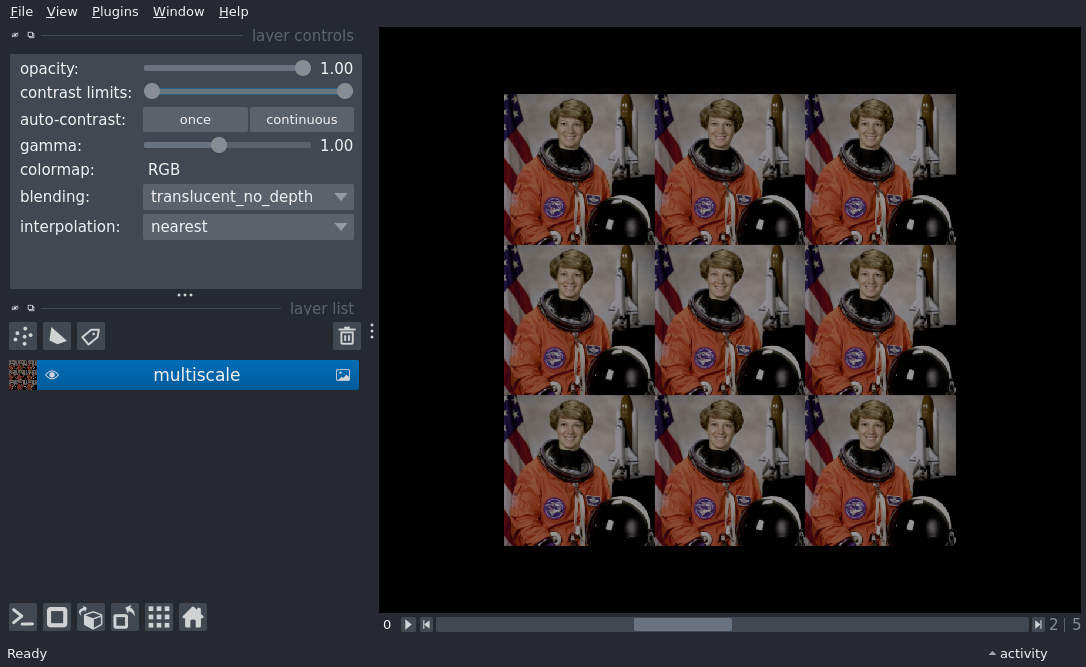 File View Plugins Window Help
layer controls
opacity: 1.00
contrast limits:
auto-contrast: once continuous
gamma: 1.00
colormap: RGB
blending: translucent_no_depth
interpolation: nearest
layer list
multiscale
0 2 | 5
Ready activity